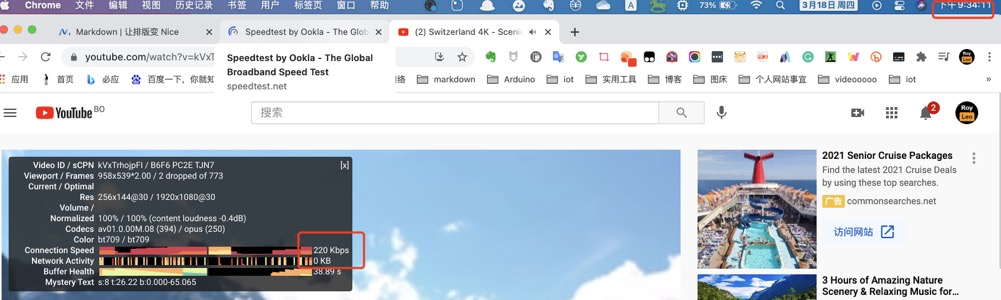 Chrome 文件 编辑 视图 历史记录 书签 用户 标签页 窗口 帮助 A 73% 3月18日 周四 下午9:34:11
Markdown | 让排版变 Nice Speedtest by Ookla - The Glob (2) Switzerland 4K - Sceni
youtube.com/watch?v=kVxT
Speedtest by Ookla - The Global
Broadband Speed Test
speedtest.net
应用 首页 必应 百度一下，你就知 络 markdown Arduino iot 实用工具 博客 图床 个人网站事宜 videooooo iot
YouTube BO 搜索 2 Roy Leo
Video ID / sCPN kVxTrhojpFI / B6F6 PC2E TJN7 [x]
Viewport / Frames 958x539*2.00 / 2 dropped of 773
Current / Optimal
Res 256x144@30 / 1920x1080@30
Volume /
Normalized 100% / 100% (content loudness -0.4dB)
Codecs av01.0.00M.08 (394) / opus (250)
Color bt709 / bt709
Connection Speed 220 Kbps
Network Activity 0 KB
Buffer Health 38.89 s
Mystery Text s:8 t:26.22 b:0.000-65.065
2021 Senior Cruise Packages
Find the latest 2021 Cruise Deals
by using these top searches.
广告 commonsearches.net
访问网站
3 Hours of Amazing Nature
Scenery & Relaxing Music for...